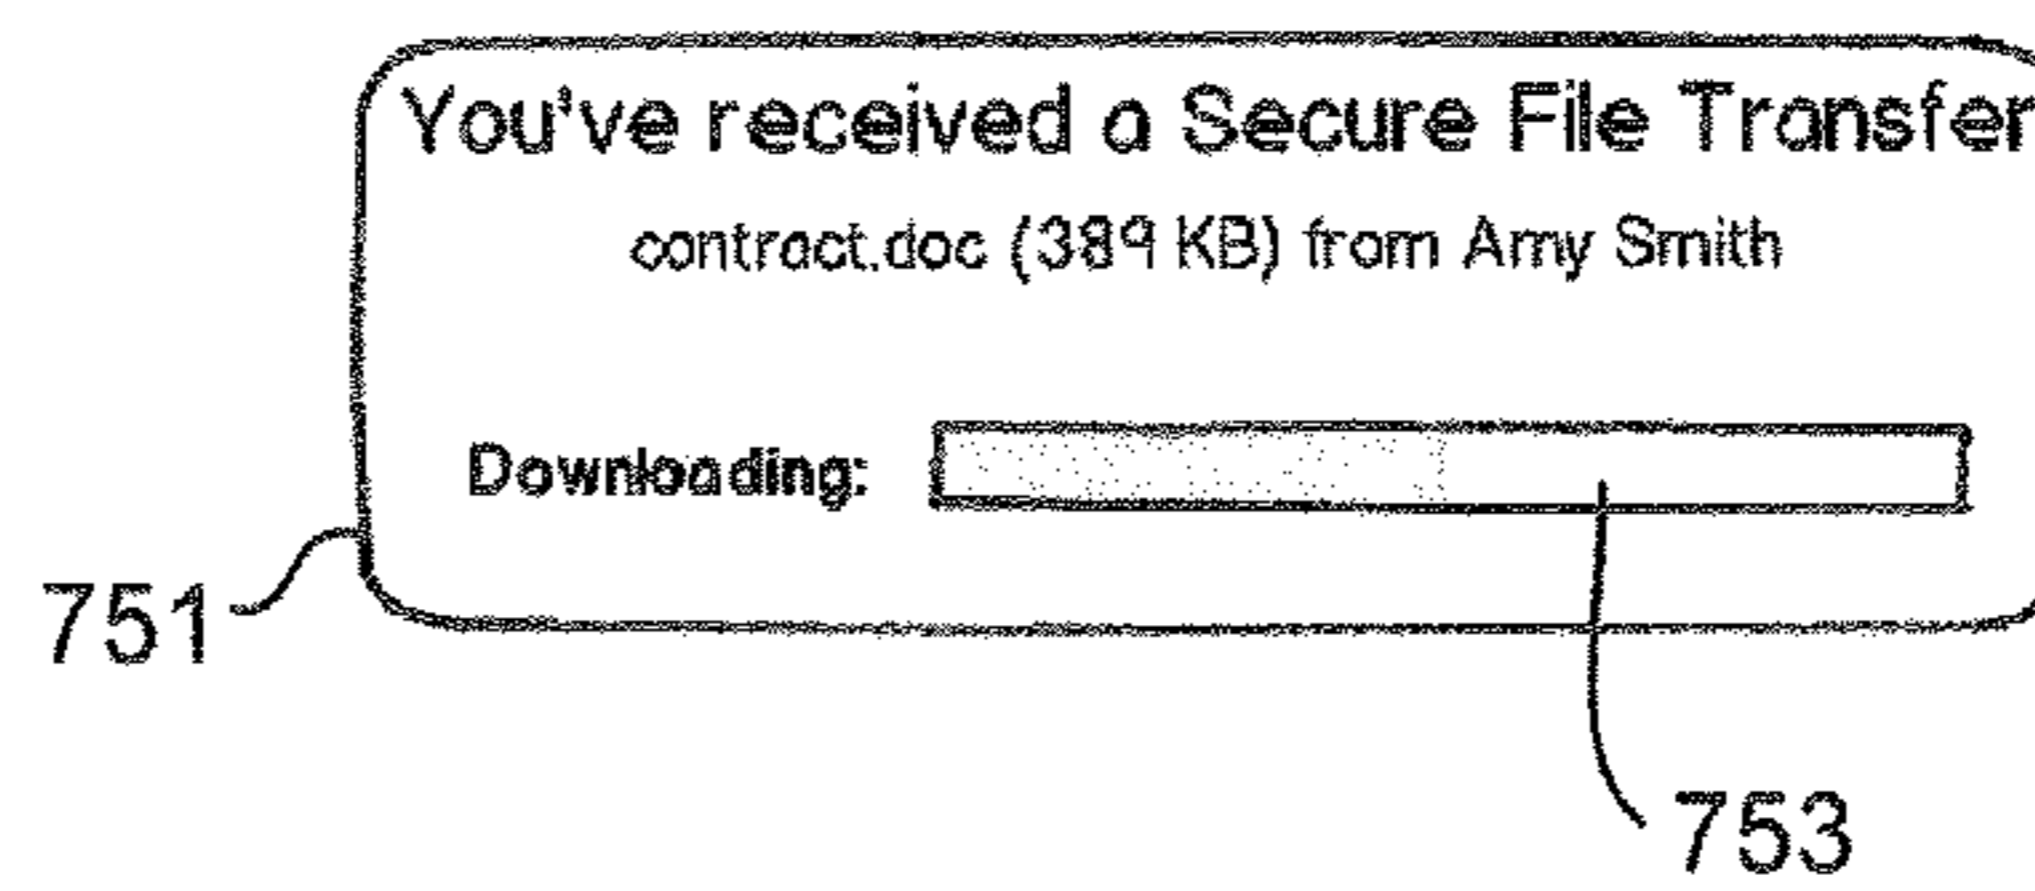 You've received a Secure File Transfer
contract.doc (389 KB) from Amy Smith
Downloading:
751
753